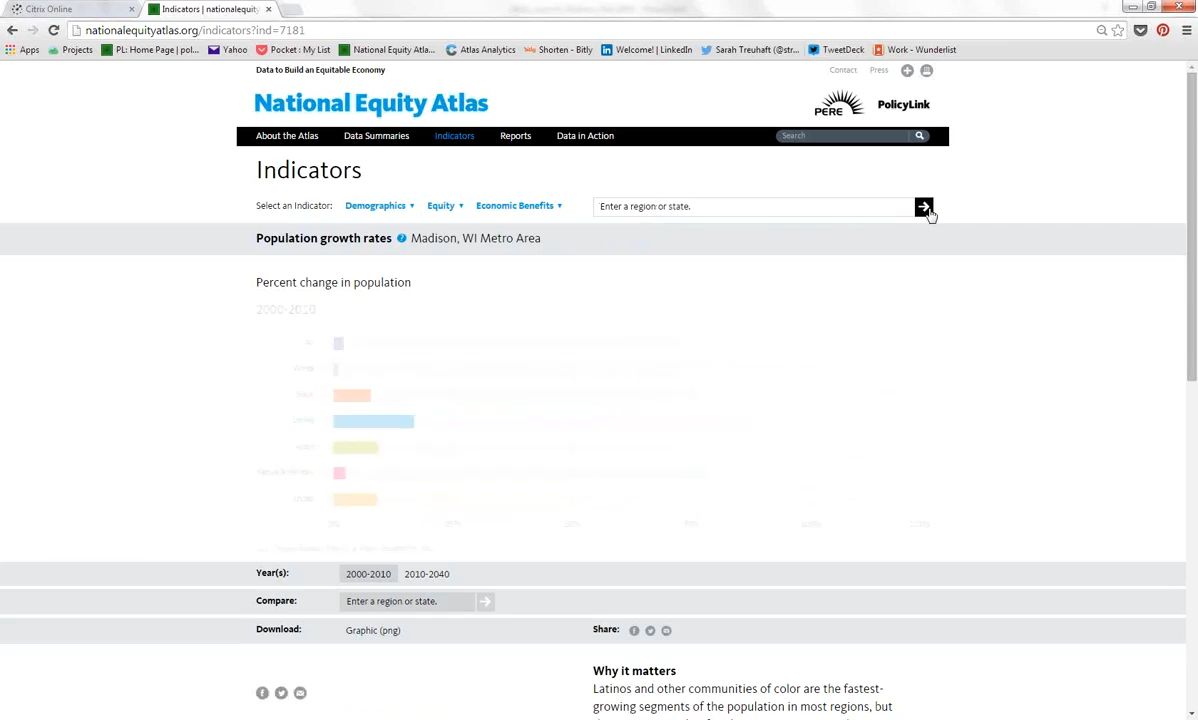 Citrix Online
Indicators | nationalequity
nationalequityatlas.org/indicators?ind=7181
Apps Projects PL: Home Page | pol... Yahoo Pocket : My List National Equity Atla... Atlas Analytics Shorten - Bitly Welcome! | LinkedIn Sarah Treuhaft (@str... TweetDeck Work - Wunderlist
Data to Build an Equitable Economy
Contact Press
National Equity Atlas
PERE PolicyLink
About the Atlas Data Summaries Indicators Reports Data in Action Search
Indicators
Select an Indicator: Demographics Equity Economic Benefits Enter a region or state.
Population growth rates ? Madison, WI Metro Area
Percent change in population
2000-2010
0%
Year(s): 2000-2010 2010-2040
Compare: Enter a region or state.
Download: Graphic (png) Share:
Why it matters
Latinos and other communities of color are the fastest-
growing segments of the population in most regions, but